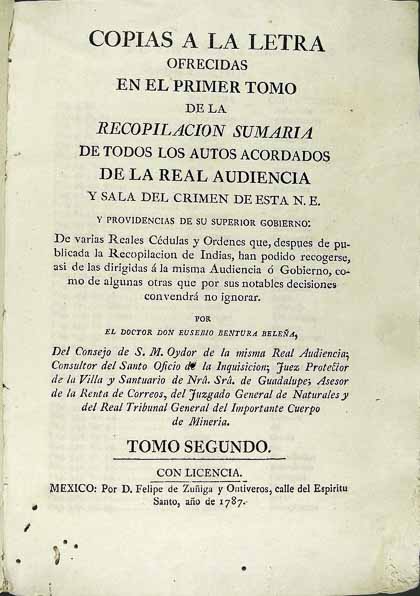 COPIAS A LA LETRA
OFRECIDAS
EN EL PRIMER TOMO
DE LA
RECOPILACION SUMARIA
DE TODOS LOS AUTOS ACORDADOS
DE LA REAL AUDIENCIA
Y SALA DEL CRIMEN DE ESTA N. E.
Y PROVIDENCIAS DE SU SUPERIOR GOBIERNO:
De varias Reales Cédulas y Ordenes que, despues de pu-
blicada la Recopilacion de Indias, han podido recogerse,
asi de las dirigidas á la misma Audiencia ó Gobierno, co-
mo de algunas otras que por sus notables decisiones
convendrá no ignorar.
POR
EL DOCTOR DON EUSEBIO BENTURA BELEÑA,
Del Consejo de S. M. Oydor de la misma Real Audiencia;
Consultor del Santo Oficio de la Inquisicion; Juez Protector
de la Villa y Santuario de Nrâ. Srâ. de Guadalupe; Asesor
de la Renta de Correos, del Juzgado General de Naturales y
del Real Tribunal General del Importante Cuerpo
de Mineria.
TOMO SEGUNDO.
CON LICENCIA.
MEXICO: Por D. Felipe de Zuñiga y Ontiveros, calle del Espiritu
Santo, año de 1787.